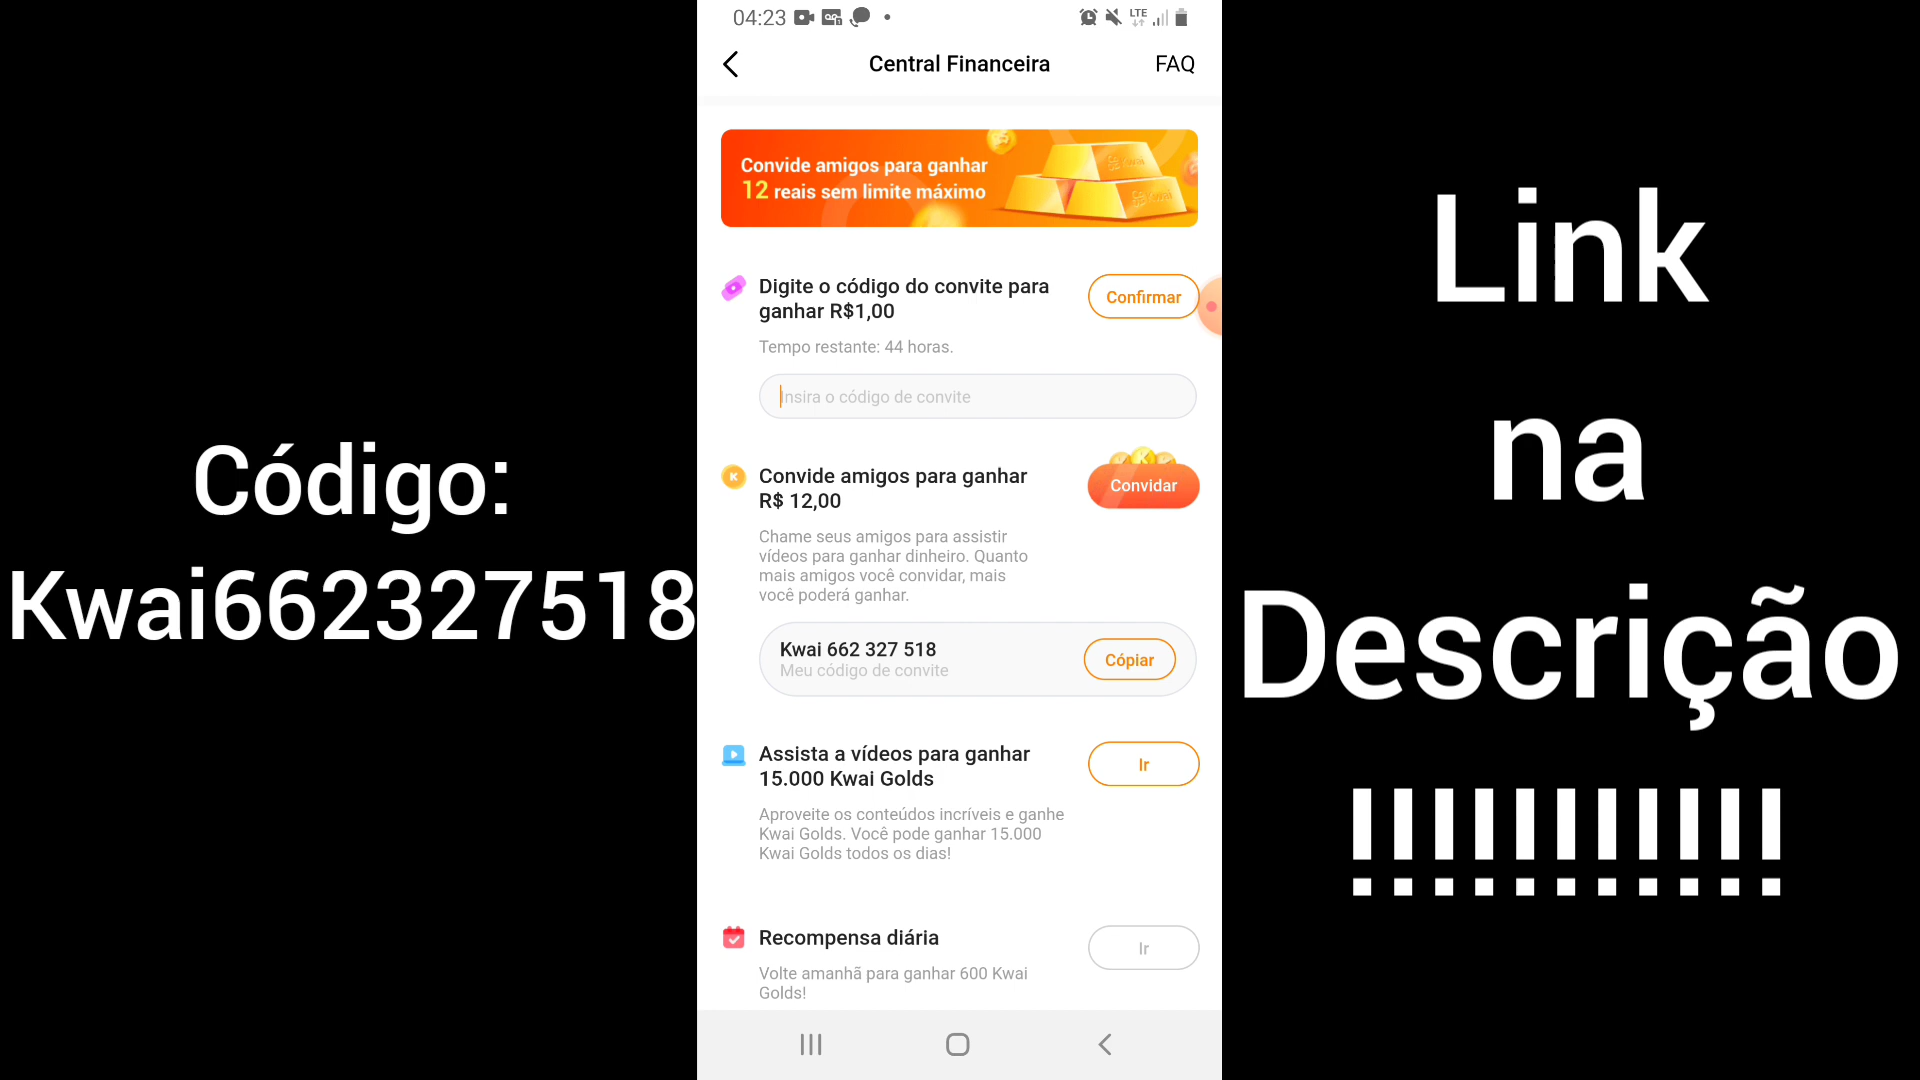 04:23
LTE
Central Financeira
FAQ
Convide amigos para ganhar
12 reais sem limite máximo
Digite o código do convite para
ganhar R$1,00
Confirmar
Tempo restante: 44 horas.
Insira o código de convite
Convide amigos para ganhar
R$ 12,00
Convidar
Chame seus amigos para assistir
vídeos para ganhar dinheiro. Quanto
mais amigos você convidar, mais
você poderá ganhar.
Kwai 662 327 518
Meu código de convite
Cópiar
Assista a vídeos para ganhar
15.000 Kwai Golds
Ir
Aproveite os conteúdos incríveis e ganhe
Kwai Golds. Você pode ganhar 15.000
Kwai Golds todos os dias!
Recompensa diária
Ir
Volte amanhã para ganhar 600 Kwai
Golds!
Código:
Kwai662327518
Link
na
Descrição
!!!!!!!!!!!